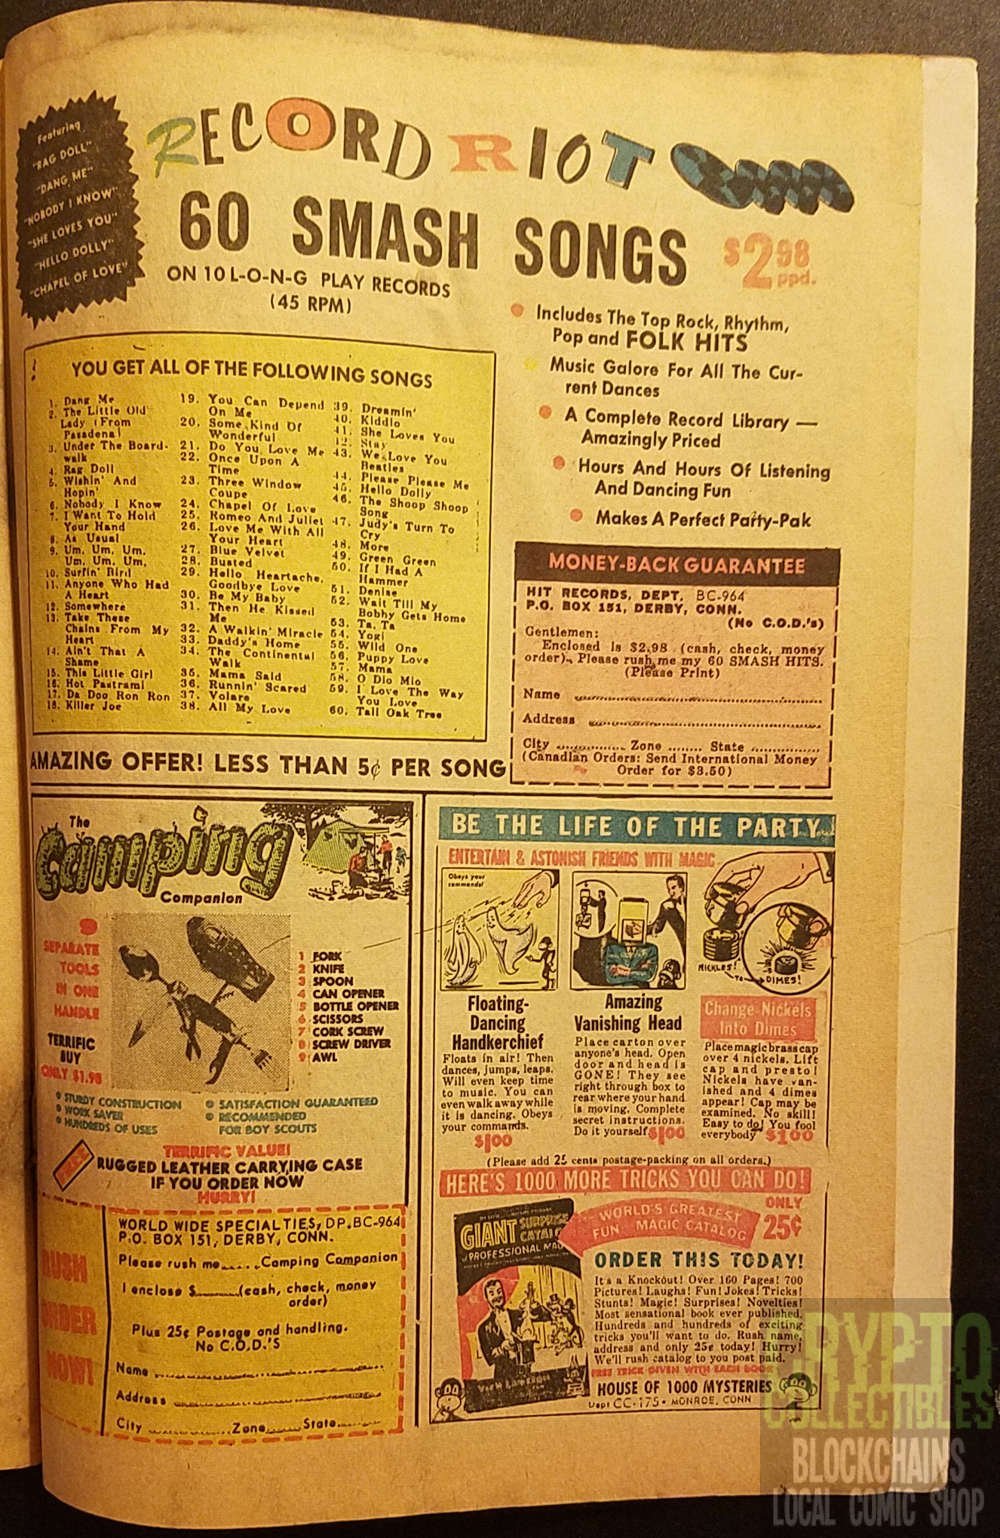 Featuring
"RAG DOLL"
"DANG ME"
"NOBODY I KNOW"
"SHE LOVES YOU"
"HELLO DOLLY"
"CHAPEL OF LOVE"
RECORD RIOT
60 SMASH SONGS
$2.98
ppd.
ON 10 L-O-N-G PLAY RECORDS
(45 RPM)
Includes The Top Rock, Rhythm,
Pop and FOLK HITS
Music Galore For All The Cur-
rent Dances
A Complete Record Library —
Amazingly Priced
Hours And Hours Of Listening
And Dancing Fun
Makes A Perfect Party-Pak
YOU GET ALL OF THE FOLLOWING SONGS
1. Dang Me
2. The Little Old
Lady (From
Pasadena)
3. Under The Board-
walk
4. Rag Doll
5. Wishin' And
Hopin'
6. Nobody I Know
7. I Want To Hold
Your Hand
8. As Usual
9. Um, Um, Um,
Um, Um, Um,
10. Surfin' Bird
11. Anyone Who Had
A Heart
12. Somewhere
13. Take These
Chains From My
Heart
14. Ain't That A
Shame
15. This Little Girl
16. Hot Pastrami
17. Da Doo Ron Ron
18. Killer Joe
19. You Can Depend
On Me
20. Some Kind Of
Wonderful
21. Do You Love Me
22. Once Upon A
Time
23. Three Window
Coupe
24. Chapel Of Love
25. Romeo And Juliet
26. Love Me With All
Your Heart
27. Blue Velvet
28. Busted
29. Hello Heartache,
Goodbye Love
30. Be My Baby
31. Then He Kissed
Me
32. A Walkin' Miracle
33. Daddy's Home
34. The Continental
Walk
35. Mama Said
36. Runnin' Scared
37. Volare
38. All My Love
39. Dreamin'
40. Kiddio
41. She Loves You
42. Stay
43. We Love You
Beatles
44. Please Please Me
45. Hello Dolly
46. The Shoop Shoop
Song
47. Judy's Turn To
Cry
48. More
49. Green Green
50. If I Had A
Hammer
51. Denise
52. Wait Till My
Bobby Gets Home
53. Ta, Ta
54. Yogi
55. Wild One
56. Puppy Love
57. Mama
58. O Dio Mio
59. I Love The Way
You Love
60. Tall Oak Tree
AMAZING OFFER! LESS THAN 5¢ PER SONG
MONEY-BACK GUARANTEE
HIT RECORDS, DEPT. BC-964
P.O. BOX 151, DERBY, CONN.
(No C.O.D.'s)
Gentlemen:
Enclosed is $2.98 (cash, check, money
order). Please rush me my 60 SMASH HITS.
(Please Print)
Name
Address
City Zone State
(Canadian Orders: Send International Money
Order for $3.50)
The
Camping
Companion
9
SEPARATE
TOOLS
IN ONE
HANDLE
TERRIFIC
BUY
ONLY $1.98
1 FORK
2 KNIFE
3 SPOON
4 CAN OPENER
5 BOTTLE OPENER
6 SCISSORS
7 CORK SCREW
8 SCREW DRIVER
9 AWL
STURDY CONSTRUCTION
WORK SAVER
HUNDREDS OF USES
SATISFACTION GUARANTEED
RECOMMENDED
FOR BOY SCOUTS
TERRIFIC VALUE!
RUGGED LEATHER CARRYING CASE
IF YOU ORDER NOW
HURRY!
RUSH
ORDER
NOW!
WORLD WIDE SPECIALTIES, DP. BC-964
P.O. BOX 151, DERBY, CONN.
Please rush me Camping Companion
I enclose $ (cash, check, money
order)
Plus 25¢ Postage and handling.
No C.O.D.'S
Name
Address
City Zone State
BE THE LIFE OF THE PARTY
ENTERTAIN & ASTONISH FRIENDS WITH MAGIC
Obeys your
commands!
NICKLES!
TO
DIMES!
Floating-
Dancing
Handkerchief
Floats in air! Then
dances, jumps, leaps.
Will even keep time
to music. You can
even walk away while
it is dancing. Obeys
your commands.
$1.00
Amazing
Vanishing Head
Place carton over
anyone's head. Open
door and head is
GONE! They see
right through box to
rear where your hand
is moving. Complete
secret instructions.
Do it yourself $1.00
Change Nickels
Into Dimes
Place magic brass cap
over 4 nickels. Lift
cap and presto!
Nickels have van-
ished and 4 dimes
appear! Cap may be
examined. No skill!
Easy to do! You fool
everybody $1.00
(Please add 25 cents postage-packing on all orders.)
HERE'S 1000 MORE TRICKS YOU CAN DO!
GIANT SURPRISE
CATALOG
of PROFESSIONAL MAGIC
WORLD'S GREATEST
FUN MAGIC CATALOG
ONLY
25¢
ORDER THIS TODAY!
It's a Knockout! Over 160 Pages! 700
Pictures! Laughs! Fun! Jokes! Tricks!
Stunts! Magic! Surprises! Novelties!
Most sensational book ever published.
Hundreds and hundreds of exciting
tricks you'll want to do. Rush name,
address and only 25¢ today! Hurry!
We'll rush catalog to you post paid.
FREE TRICK GIVEN WITH EACH BOOK
HOUSE OF 1000 MYSTERIES
Dept CC-175 • MONROE, CONN
CRYPTO
COLLECTIBLES
BLOCKCHAINS
LOCAL COMIC SHOP